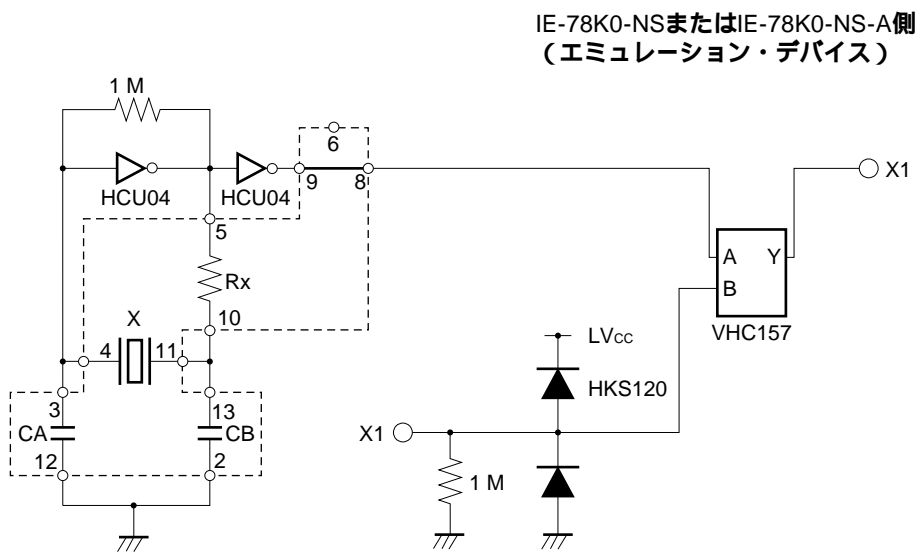 IE-78K0-NSまたはIE-78K0-NS-A側
（エミュレーション・デバイス）
1 M
6
HCU04
HCU04
9
8
X1
5
A
Y
B
VHC157
Rx
10
X
4
11
LVCC
HKS120
3
13
CA
CB
X1
12
2
1 M